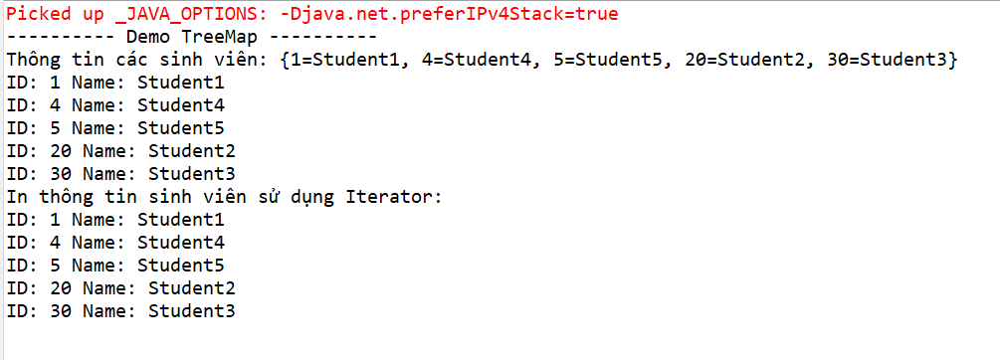 Picked up _JAVA_OPTIONS: -Djava.net.preferIPv4Stack=true
---------- Demo TreeMap ----------
Thông tin các sinh viên: {1=Student1, 4=Student4, 5=Student5, 20=Student2, 30=Student3}
ID: 1 Name: Student1
ID: 4 Name: Student4
ID: 5 Name: Student5
ID: 20 Name: Student2
ID: 30 Name: Student3
In thông tin sinh viên sử dụng Iterator:
ID: 1 Name: Student1
ID: 4 Name: Student4
ID: 5 Name: Student5
ID: 20 Name: Student2
ID: 30 Name: Student3